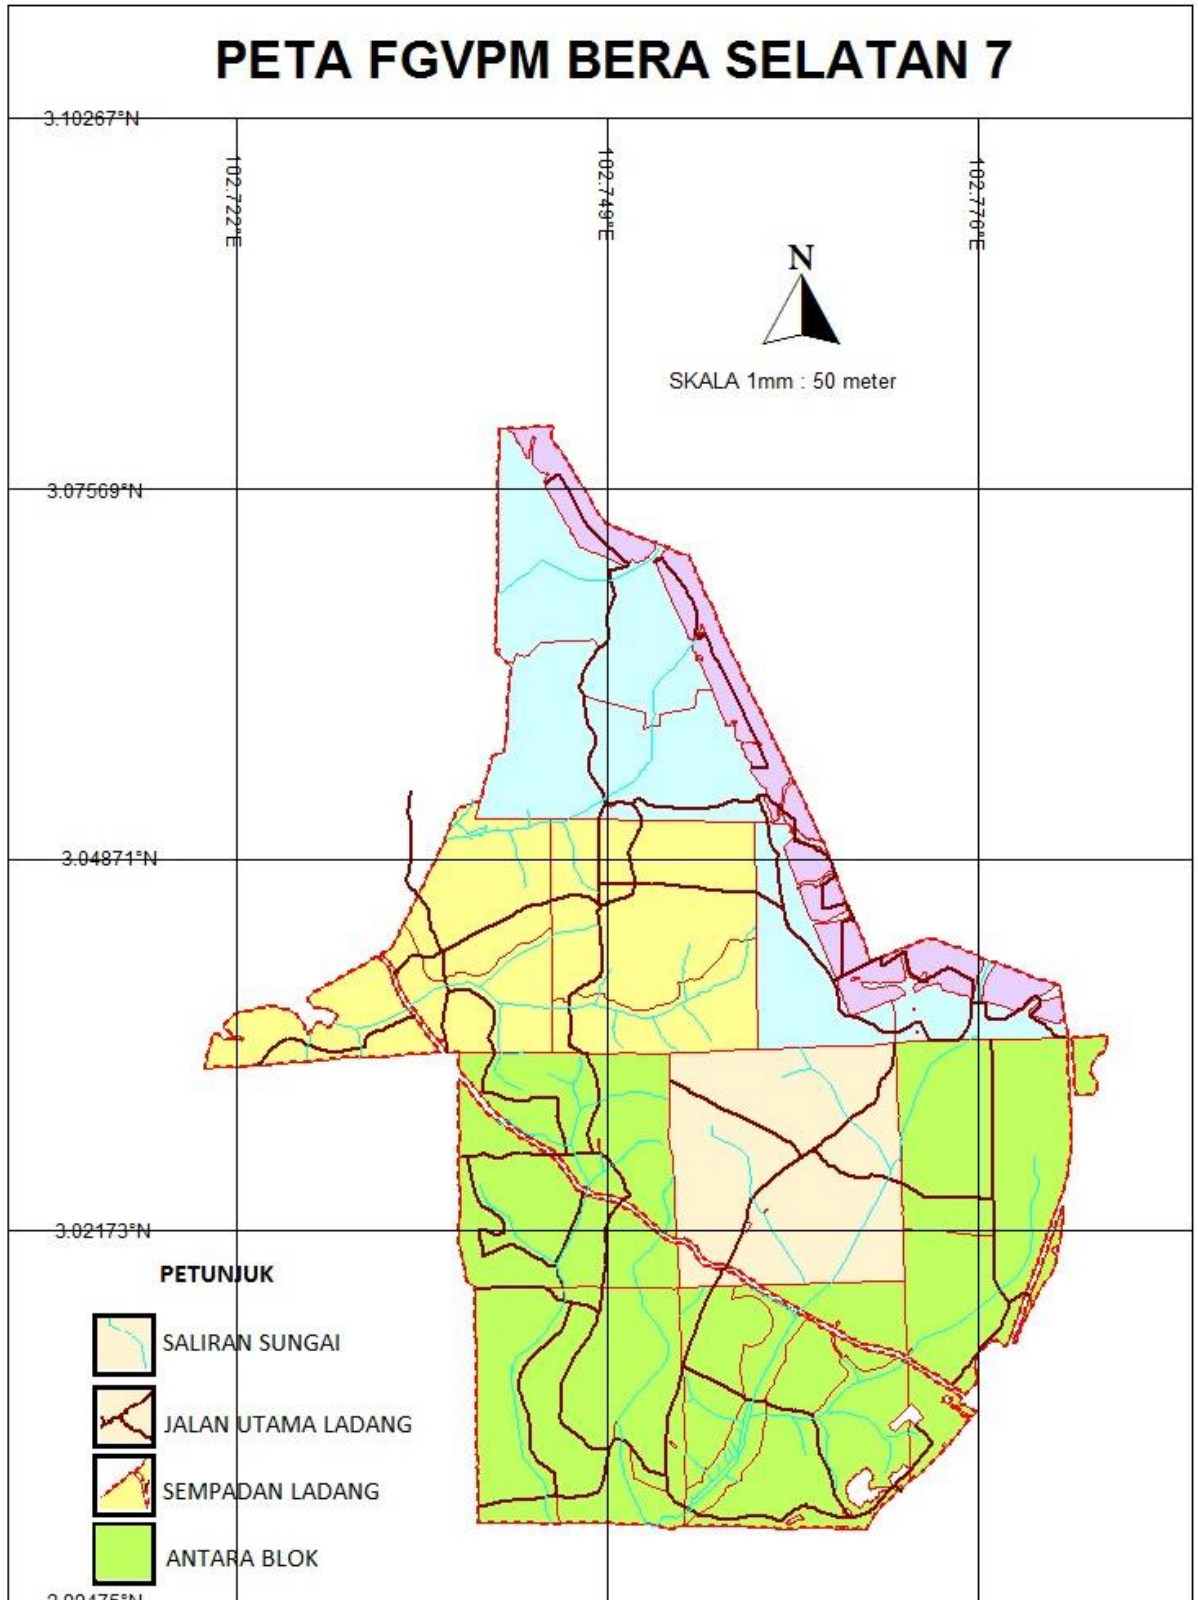 PETA FGVPM BERA SELATAN 7
3.10267°N
102.722°E
102.749°E
102.776°E
N
SKALA 1mm : 50 meter
3.07569°N
3.04871°N
3.02173°N
PETUNJUK
SALIRAN SUNGAI
JALAN UTAMA LADANG
SEMPADAN LADANG
ANTARA BLOK